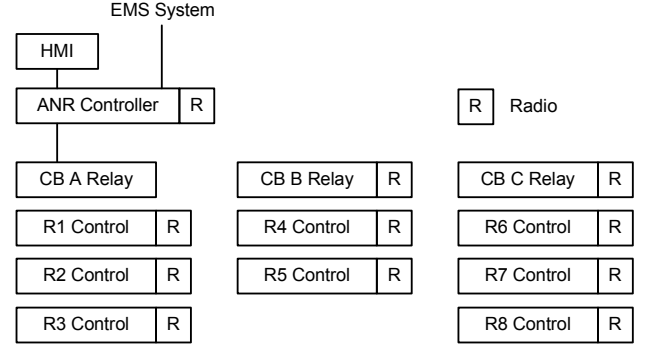 EMS System
HMI
ANR Controller R
R Radio
CB A Relay
CB B Relay R
CB C Relay R
R1 Control R
R4 Control R
R6 Control R
R2 Control R
R5 Control R
R7 Control R
R3 Control R
R8 Control R